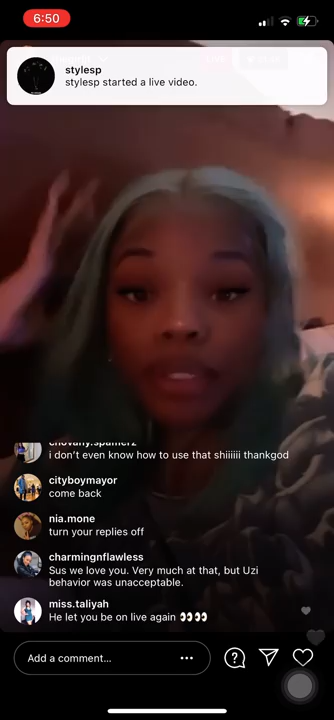 6:50
stylesp
stylesp started a live video.
chovany.spamerz
i don't even know how to use that shiiiiii thankgod
cityboymayor
come back
nia.mone
turn your replies off
charmingnflawless
Sus we love you. Very much at that, but Uzi
behavior was unacceptable.
miss.taliyah
He let you be on live again 👀👀
Add a comment...